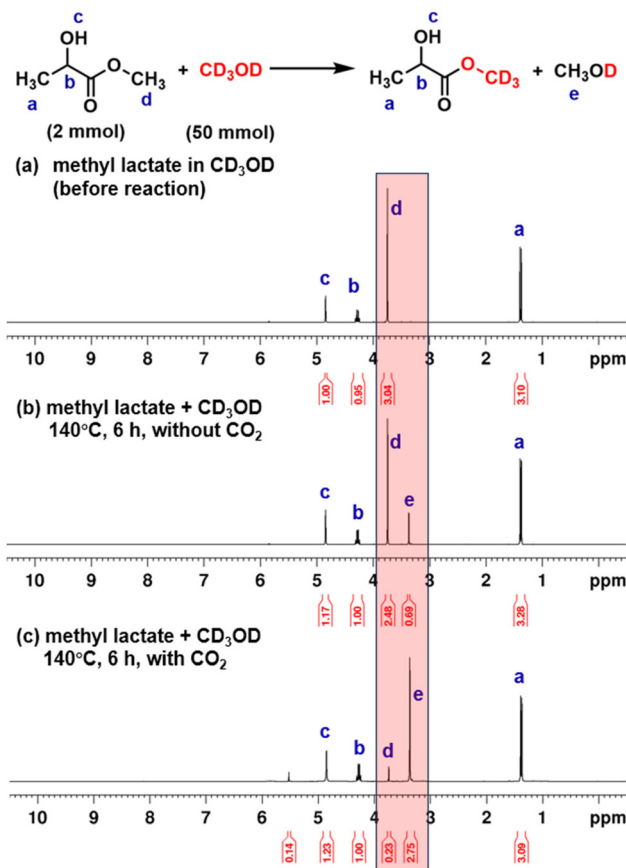 c
OH
O
H₃C
b
O
CH₃
a
d
+ CD₃OD
(2 mmol)
(50 mmol)
c
OH
O
H₃C
b
O
CD₃
a
+ CH₃OD
e
(a) methyl lactate in CD₃OD
(before reaction)
d
c
b
a
10 9 8 7 6 5 4 3 2 1 ppm
1.00 0.95 3.04 3.10
(b) methyl lactate + CD₃OD
140°C, 6 h, without CO₂
d
c
b
e
a
10 9 8 7 6 5 4 3 2 1 ppm
1.17 1.00 2.48 0.69 3.28
(c) methyl lactate + CD₃OD
140°C, 6 h, with CO₂
e
a
c
b
d
10 9 8 7 6 5 4 3 2 1 ppm
0.14 1.23 1.00 0.23 2.75 3.09